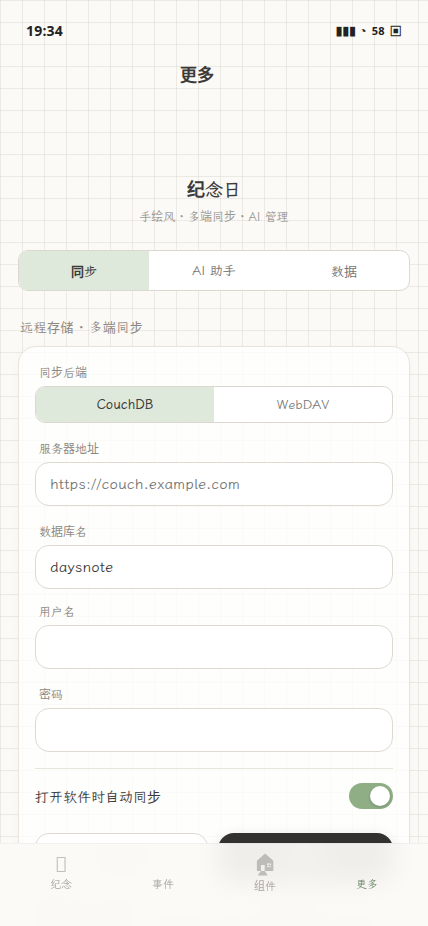 19:34
58
更多
纪念日
手绘风・多端同步・AI 管理
同步
AI 助手
数据
远程存储・多端同步
同步后端
CouchDB
WebDAV
服务器地址
https://couch.example.com
数据库名
daysnote
用户名
密码
打开软件时自动同步
纪念
事件
组件
更多